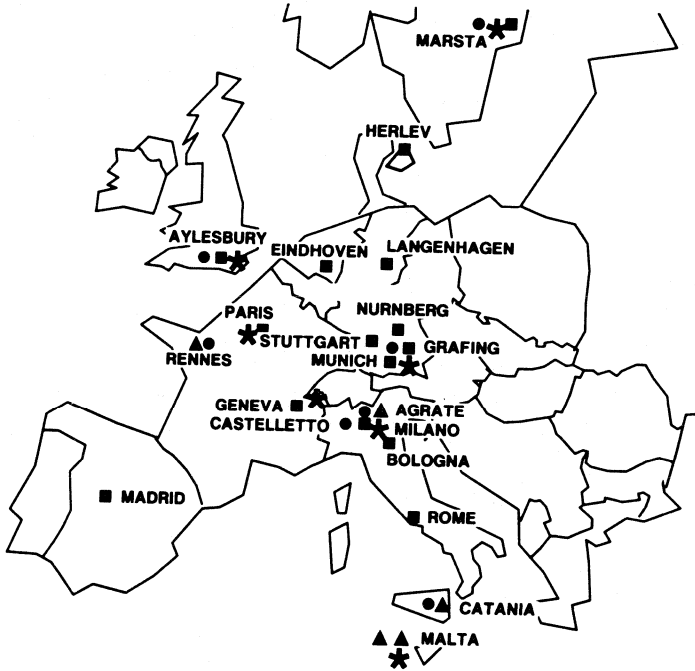 MARSTA
HERLEV
AYLESBURY
EINDHOVEN
LANGENHAGEN
PARIS
NURNBERG
STUTTGART
GRAFING
RENNES
MUNICH
GENEVA
AGRATE
CASTELLETTO
MILANO
BOLOGNA
MADRID
ROME
CATANIA
MALTA